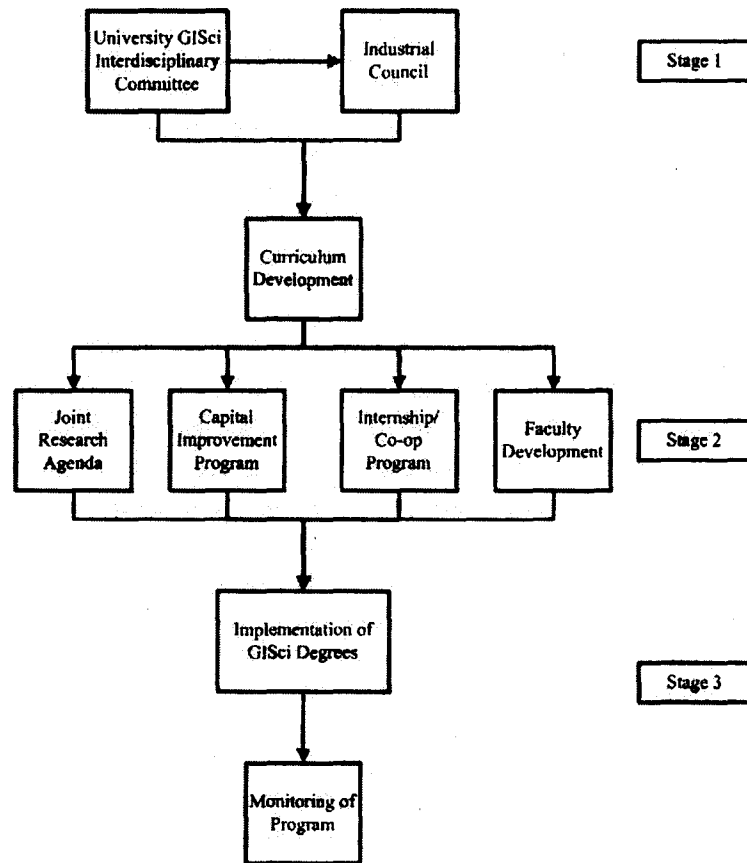 University GISci
Interdisciplinary
Committee
Industrial
Council
Stage 1
Curriculum
Development
Joint
Research
Agenda
Capital
Improvement
Program
Internship/
Co-op
Program
Faculty
Development
Stage 2
Implementation of
GISci Degrees
Stage 3
Monitoring of
Program